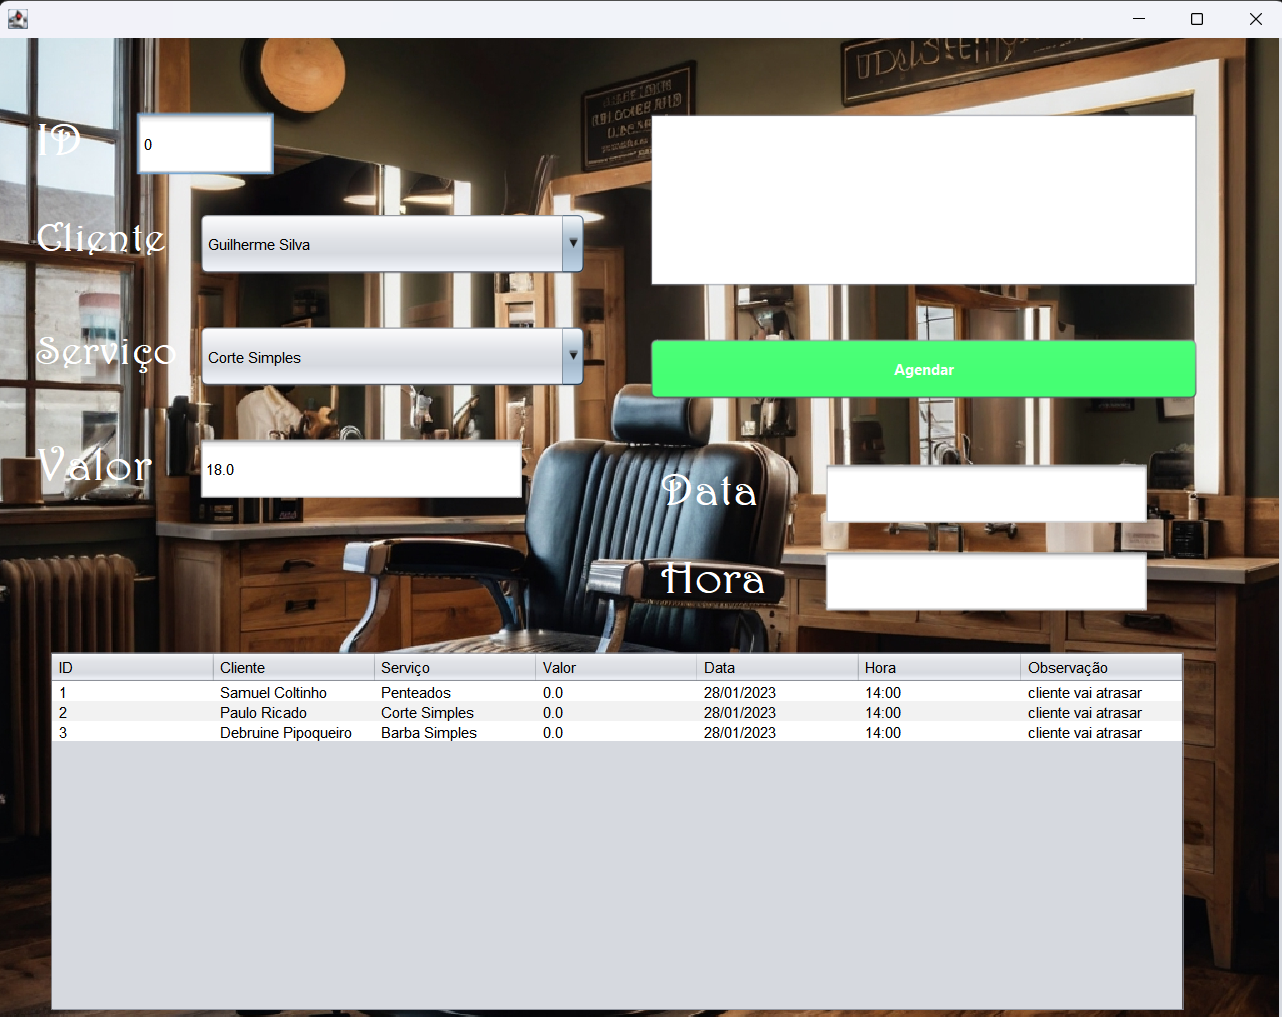 ID
0
Cliente
Guilherme Silva
Serviço
Corte Simples
Agendar
Valor
18.0
Data
Hora
ID Cliente Serviço Valor Data Hora Observação
1 Samuel Coltinho Penteados 0.0 28/01/2023 14:00 cliente vai atrasar
2 Paulo Ricado Corte Simples 0.0 28/01/2023 14:00 cliente vai atrasar
3 Debruine Pipoqueiro Barba Simples 0.0 28/01/2023 14:00 cliente vai atrasar